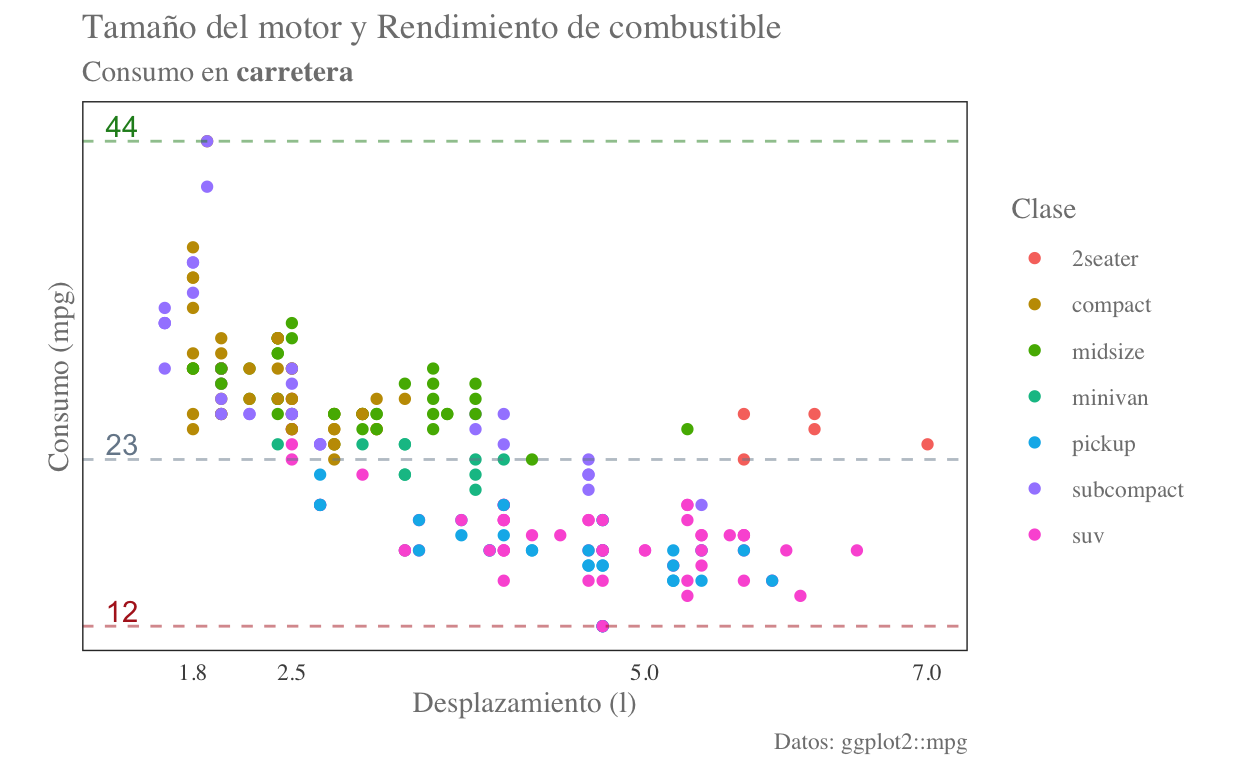 Tamaño del motor y Rendimiento de combustible
Consumo en carretera
44
23
12
Consumo (mpg)
1.8 2.5 5.0 7.0
Desplazamiento (l)
Clase
2seater
compact
midsize
minivan
pickup
subcompact
suv
Datos: ggplot2::mpg